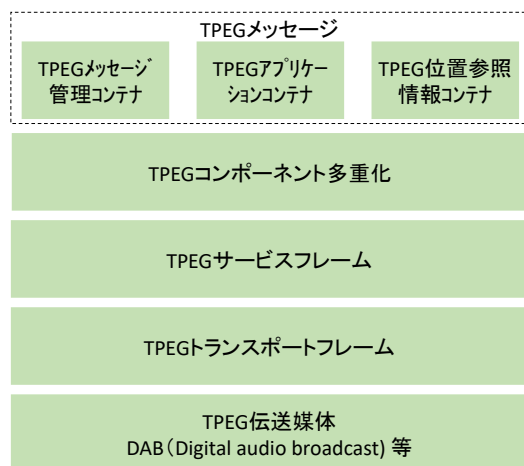 TPEGメッセージ
TPEGﾒｯｾｰｼﾞ
管理コンテナ
TPEGｱﾌﾟﾘｹｰ
ｼｮﾝコンテナ
TPEG位置参照
情報コンテナ
TPEGコンポーネント多重化
TPEGサービスフレーム
TPEGトランスポートフレーム
TPEG伝送媒体
DAB（Digital audio broadcast) 等